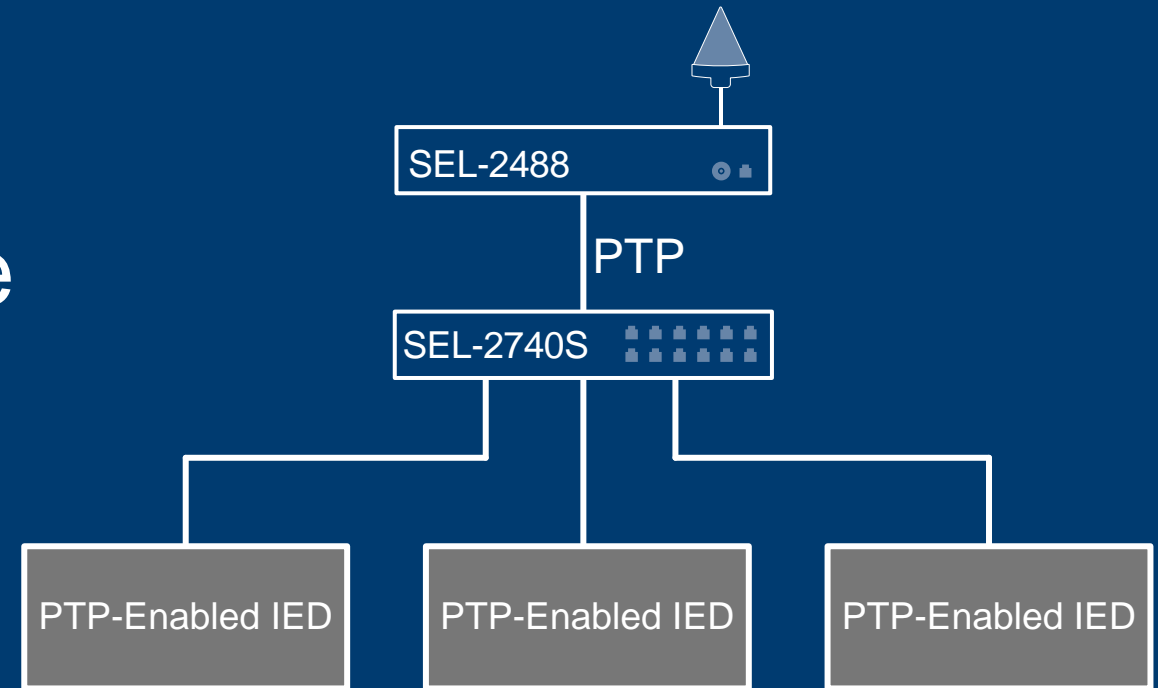 SEL-2488
PTP
e
SEL-2740S
PTP-Enabled IED
PTP-Enabled IED
PTP-Enabled IED